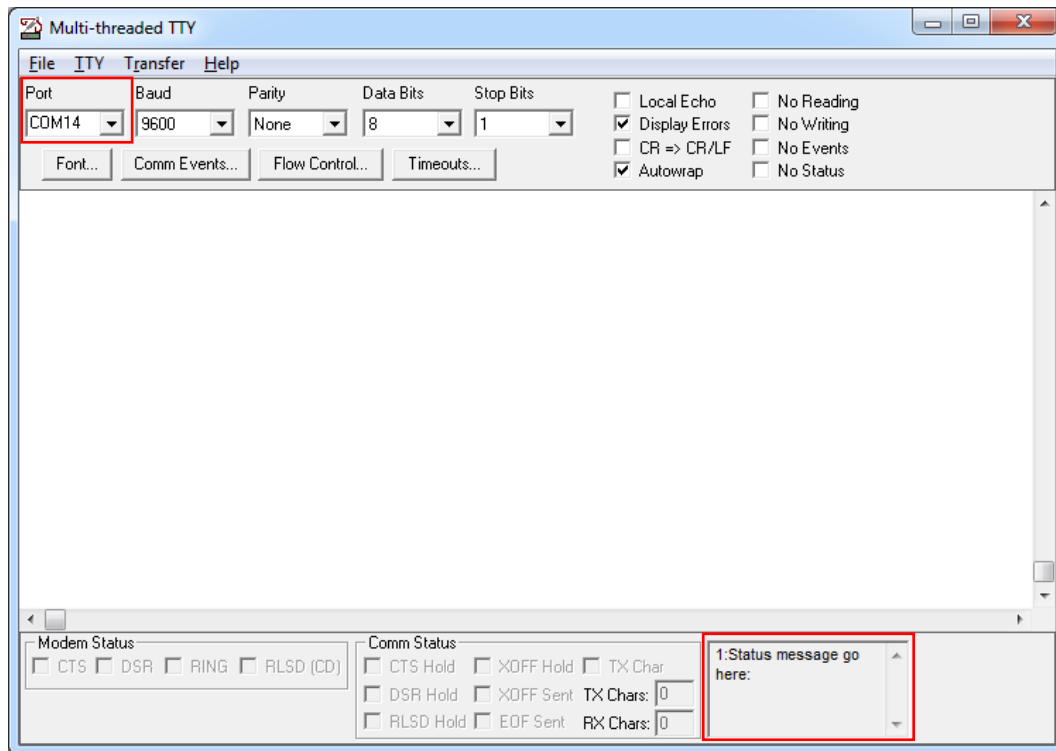 Multi-threaded TTY
File TTY Transfer Help
Port Baud Parity Data Bits Stop Bits
COM14 9600 None 8 1
Local Echo No Reading
Display Errors No Writing
CR => CR/LF No Events
Autowrap No Status
Font... Comm Events... Flow Control... Timeouts...
Modem Status
CTS DSR RING RLSD (CD)
Comm Status
CTS Hold XOFF Hold TX Char
DSR Hold XOFF Sent TX Chars: 0
RLSD Hold EOF Sent RX Chars: 0
1:Status message go
here: